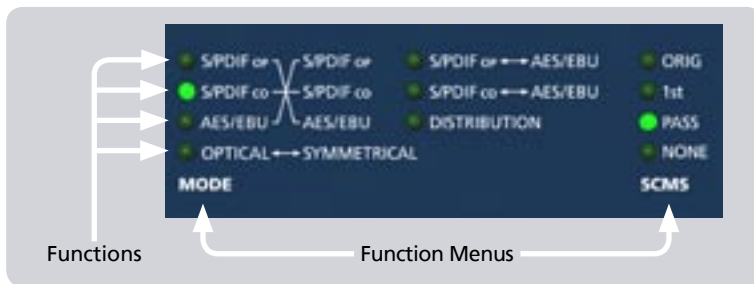 S/PDIF OP S/PDIF OP S/PDIF OP ↔ AES/EBU ORIG
S/PDIF CO S/PDIF CO S/PDIF CO ↔ AES/EBU 1st
AES/EBU AES/EBU DISTRIBUTION PASS
OPTICAL ↔ SYMMETRICAL NONE
MODE SCMS
Functions Function Menus